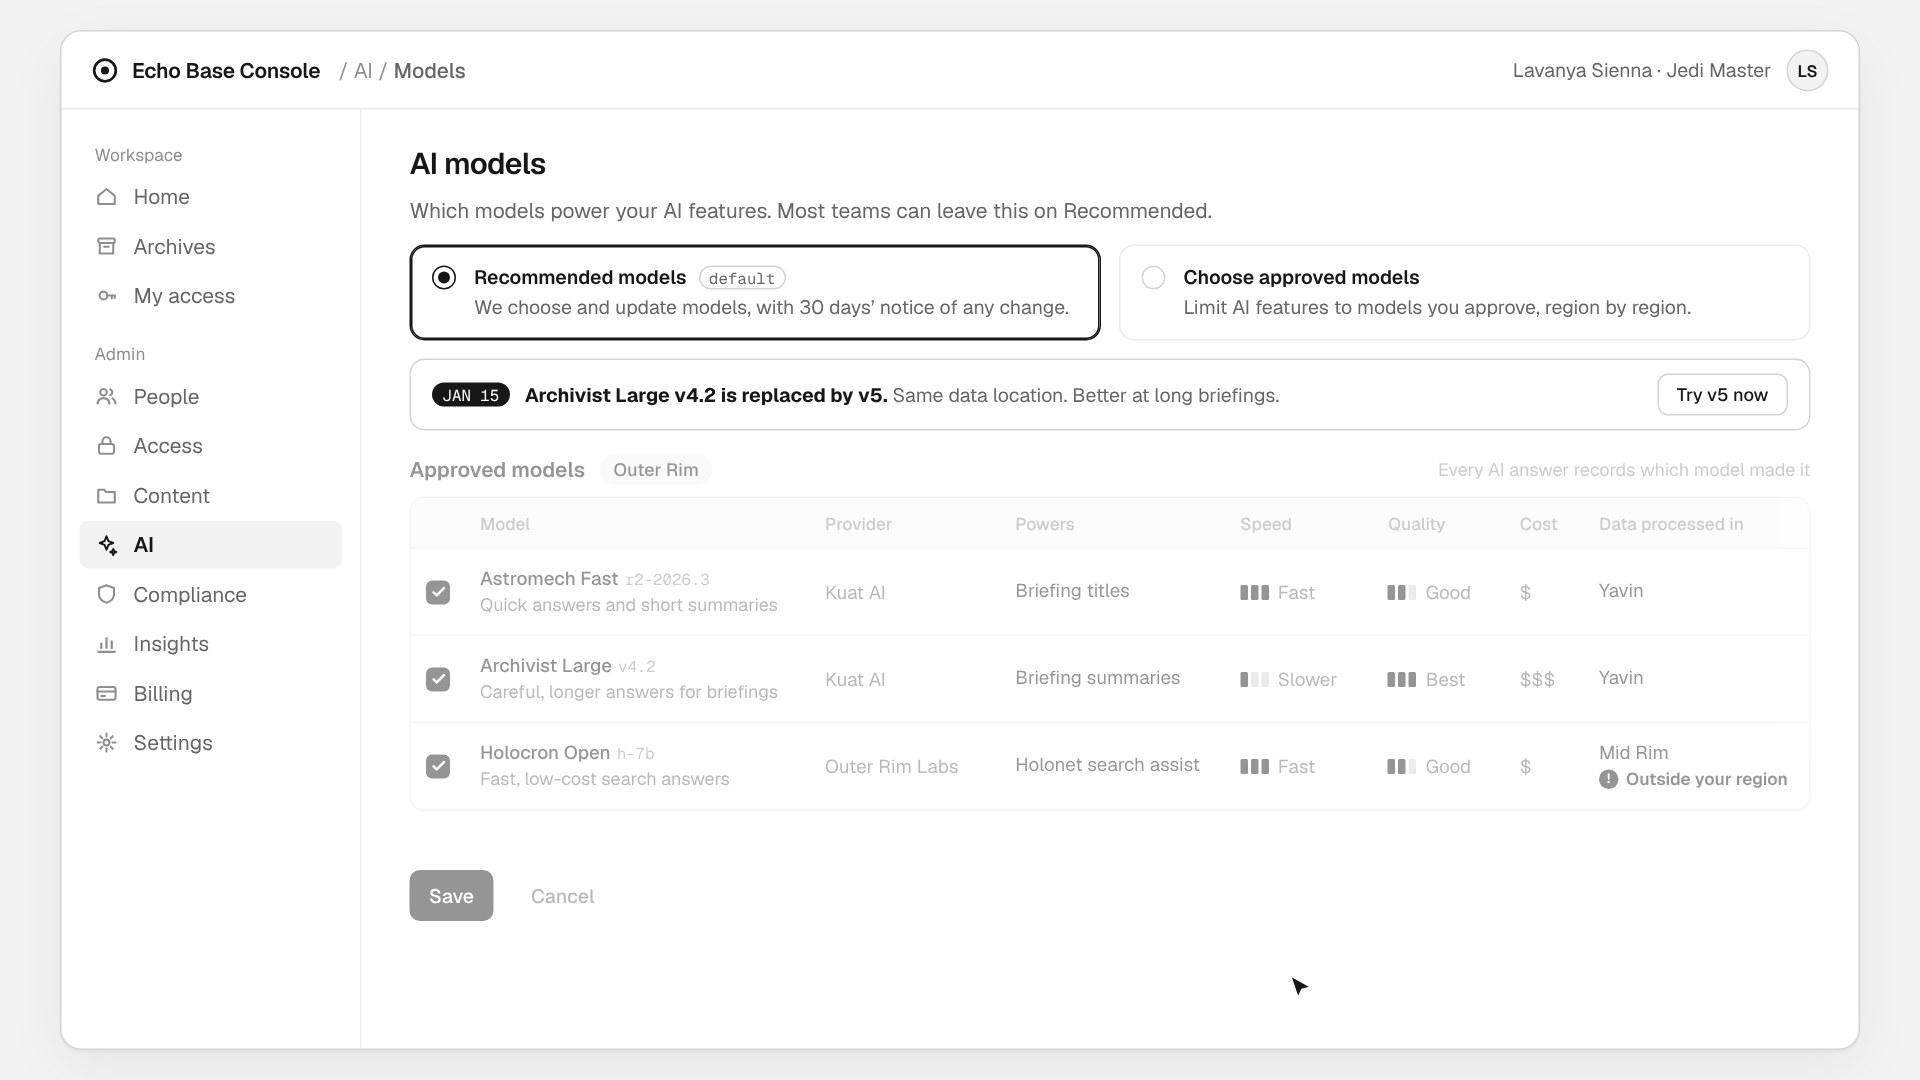 Echo Base Console / AI / Models
Lavanya Sienna · Jedi Master LS
Workspace
Home
Archives
My access
Admin
People
Access
Content
AI
Compliance
Insights
Billing
Settings
AI models
Which models power your AI features. Most teams can leave this on Recommended.
Recommended models default
We choose and update models, with 30 days’ notice of any change.
Choose approved models
Limit AI features to models you approve, region by region.
JAN 15 Archivist Large v4.2 is replaced by v5. Same data location. Better at long briefings. Try v5 now
Approved models Outer Rim Every AI answer records which model made it
Model Provider Powers Speed Quality Cost Data processed in
Astromech Fast r2-2026.3
Quick answers and short summaries
Kuat AI Briefing titles Fast Good $ Yavin
Archivist Large v4.2
Careful, longer answers for briefings
Kuat AI Briefing summaries Slower Best $$$ Yavin
Holocron Open h-7b
Fast, low-cost search answers
Outer Rim Labs Holonet search assist Fast Good $ Mid Rim
Outside your region
Save Cancel